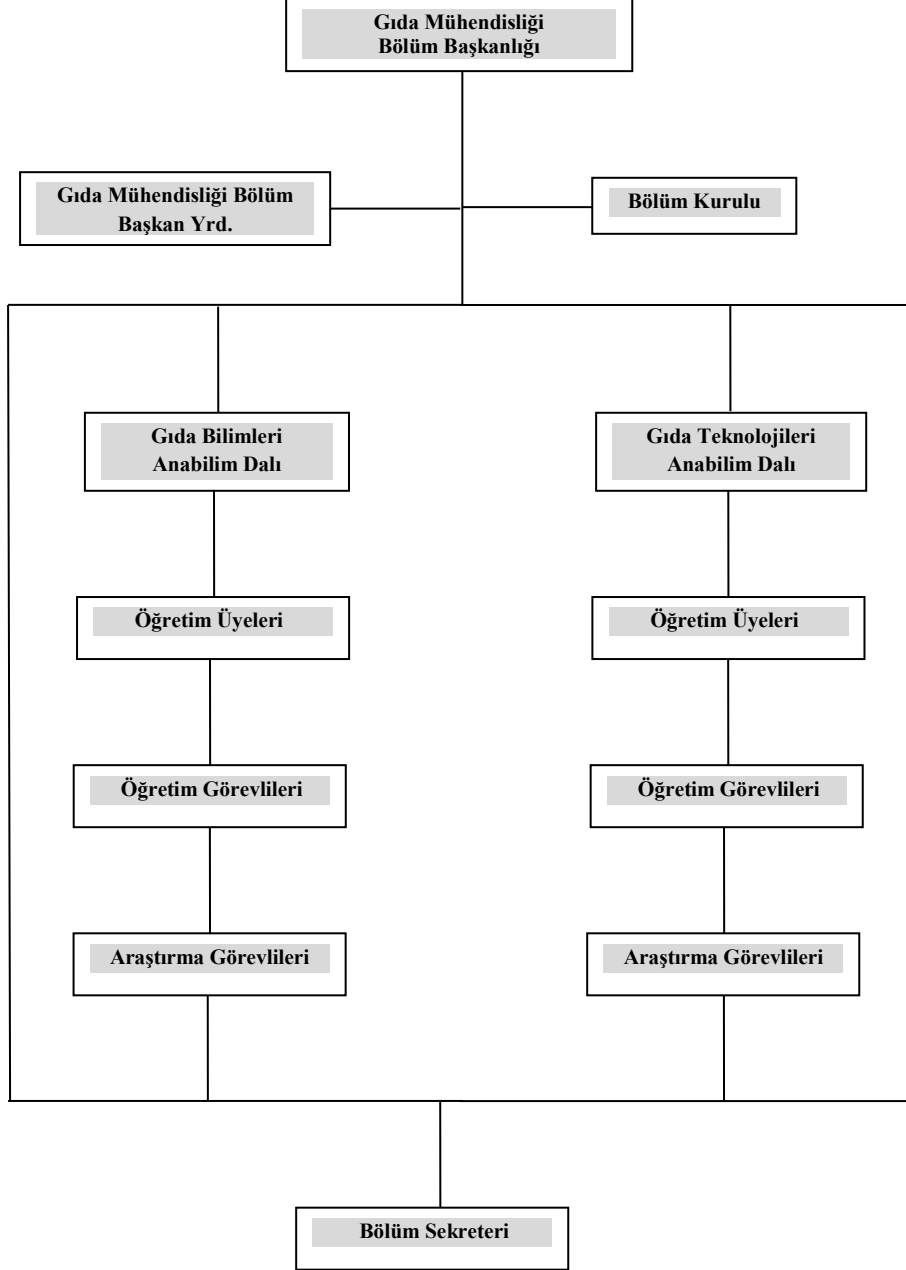 Gıda Mühendisliği
Bölüm Başkanlığı
Gıda Mühendisliği Bölüm
Başkan Yrd.
Bölüm Kurulu
Gıda Bilimleri
Anabilim Dalı
Gıda Teknolojileri
Anabilim Dalı
Öğretim Üyeleri
Öğretim Üyeleri
Öğretim Görevlileri
Öğretim Görevlileri
Araştırma Görevlileri
Araştırma Görevlileri
Bölüm Sekreteri